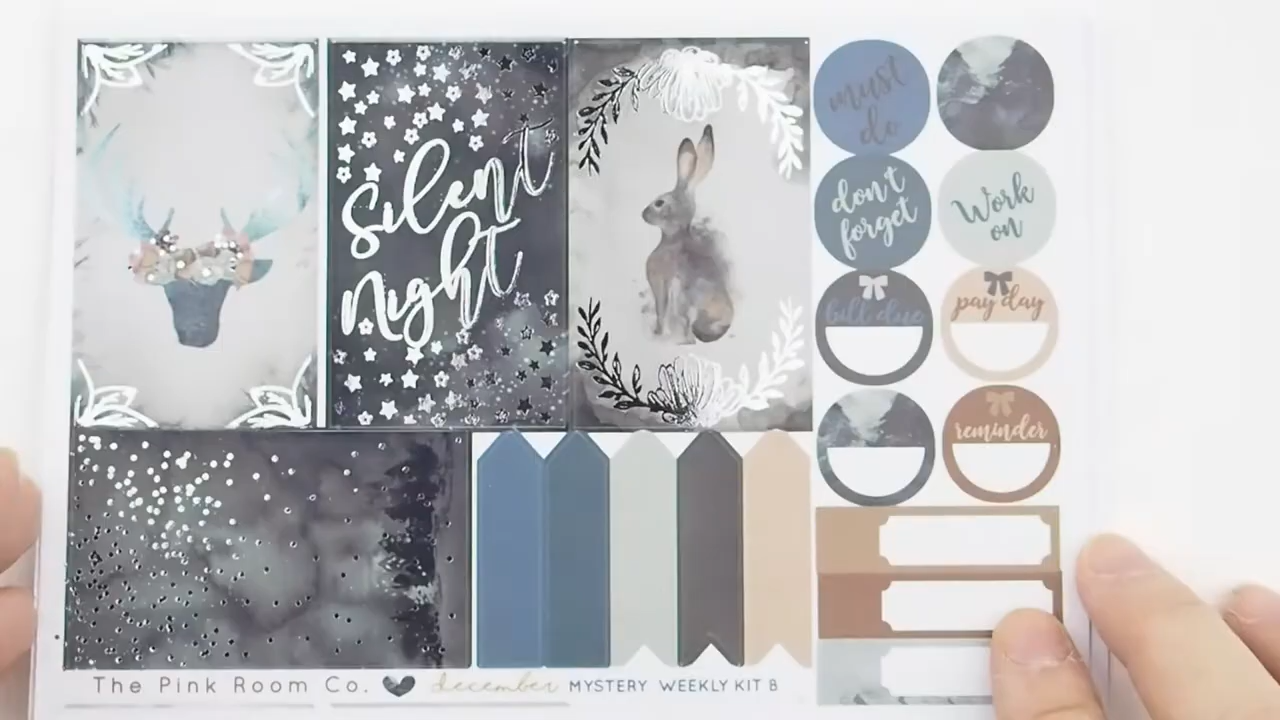 Silent
Night
must
do
don't
forget
Work
on
bill due
pay day
reminder
The Pink Room Co. december MYSTERY WEEKLY KIT B